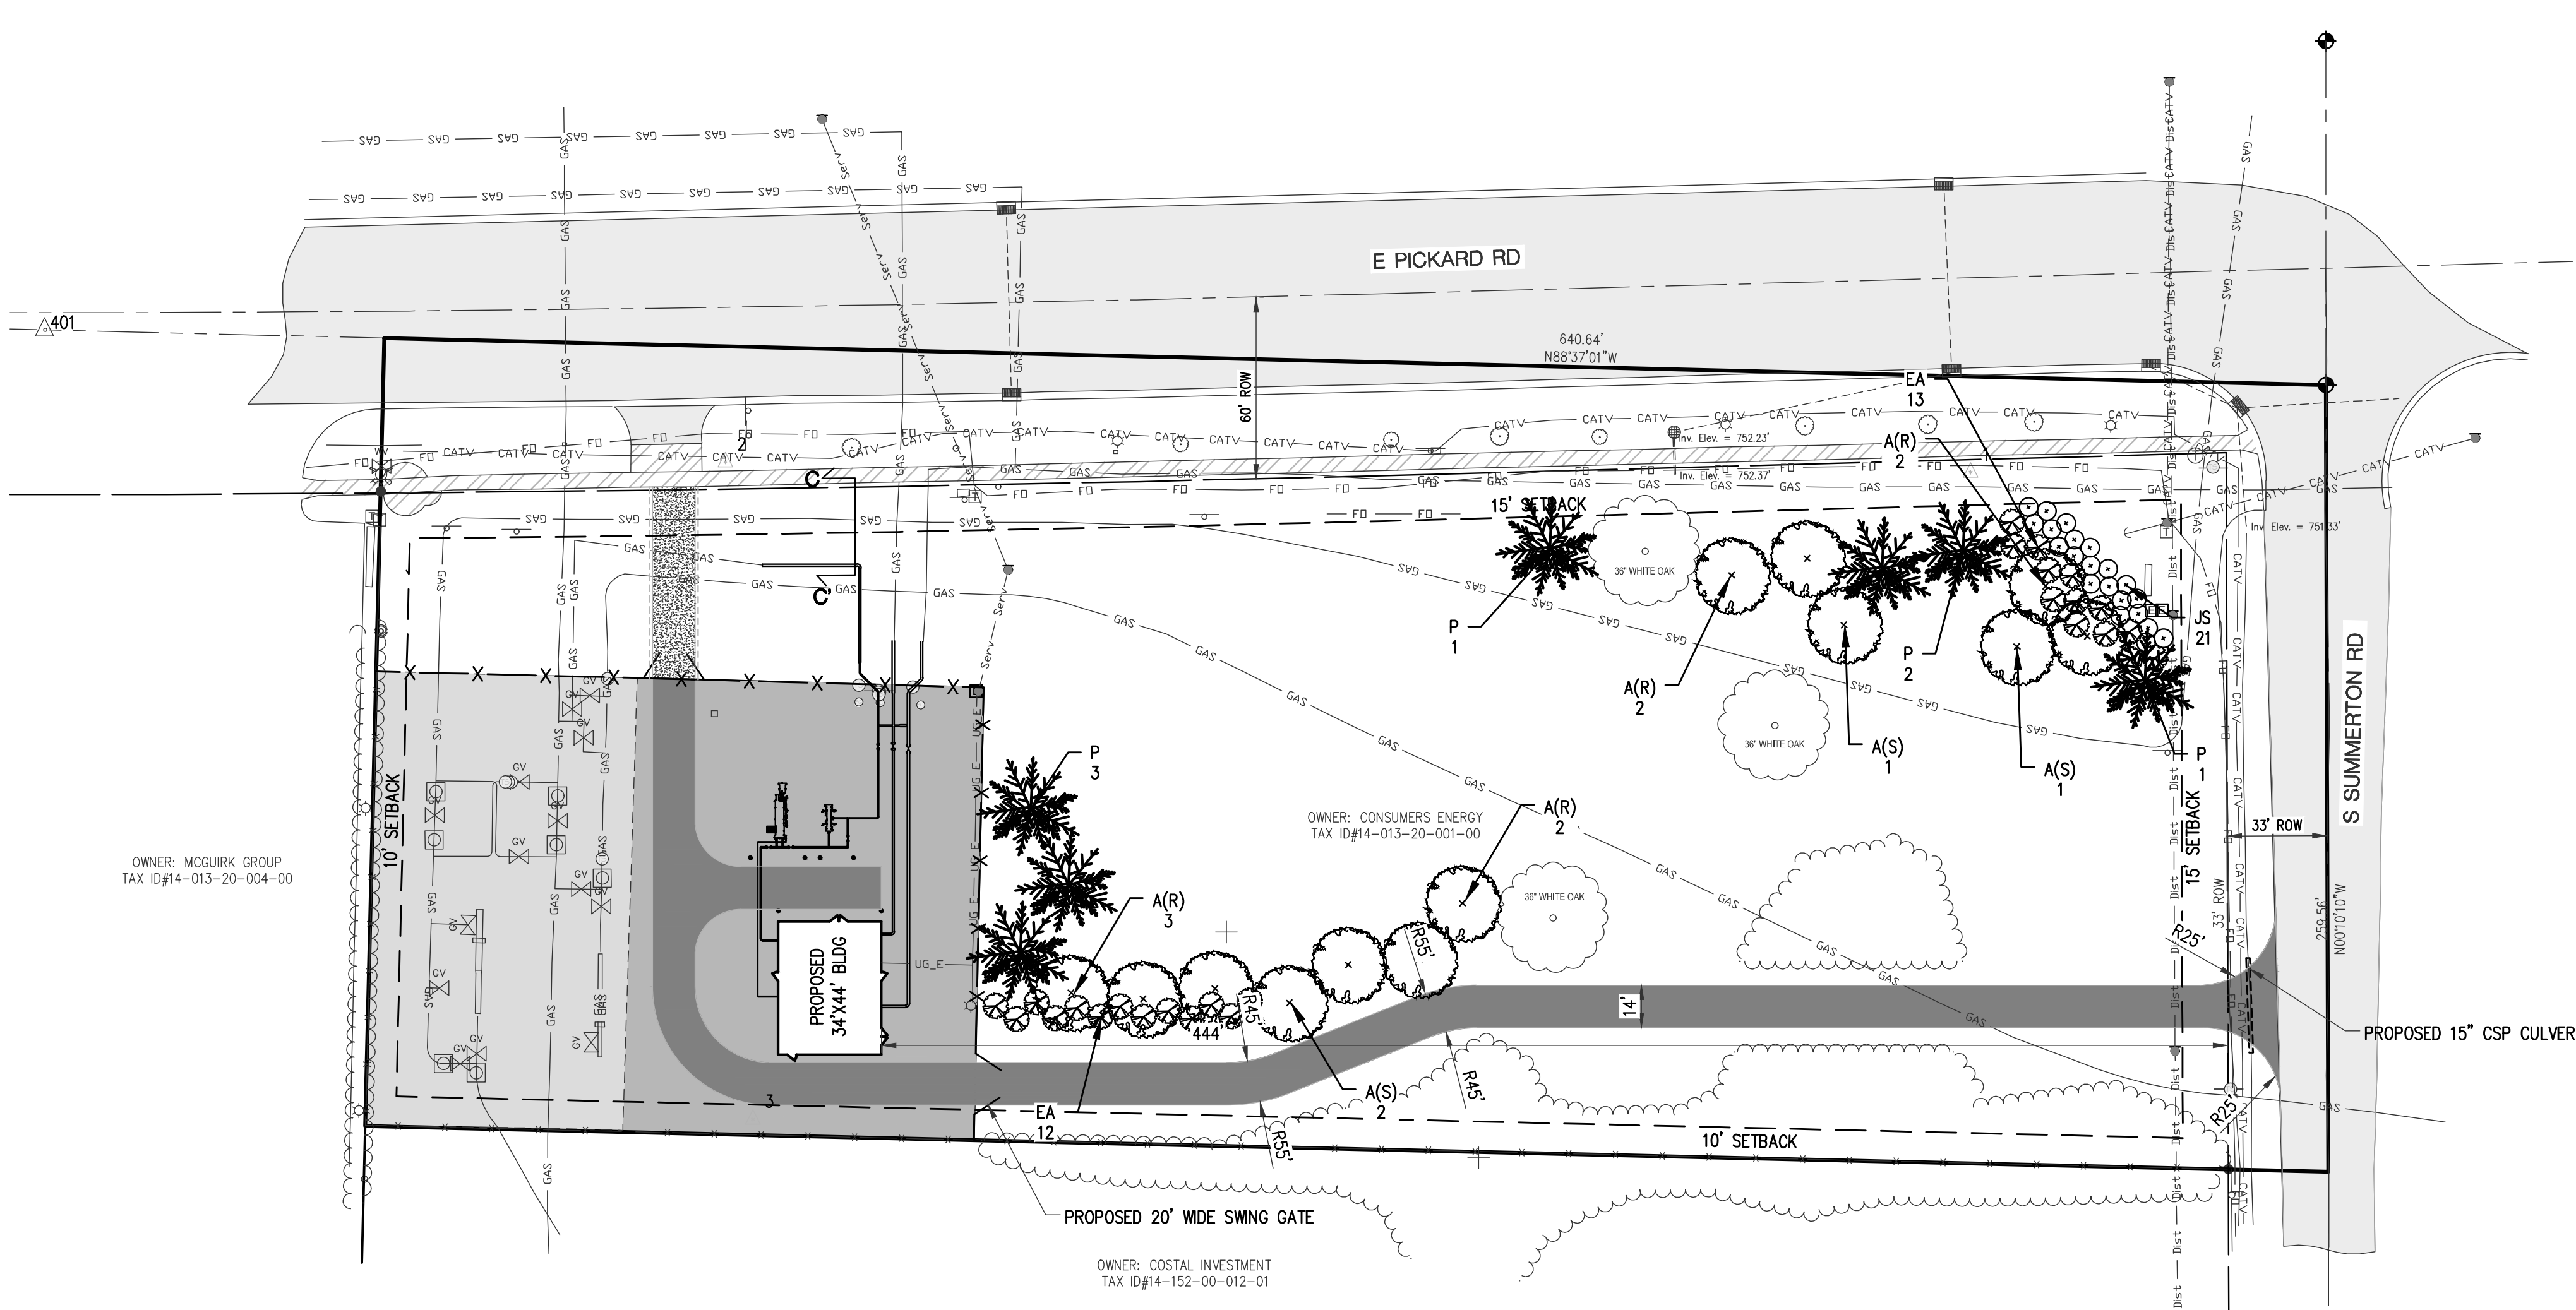 E PICKARD RD
401
640.64'
N88°37'01"W
60' ROW
EA
13
A(R)
2
2
1
C
C'
Inv. Elev. = 752.23'
Inv. Elev. = 752.37'
Inv. Elev. = 751.33'
15' SETBACK
36" WHITE OAK
P
1
A(R)
2
A(S)
1
P
2
A(S)
1
JS
21
P
1
36" WHITE OAK
S SUMMERTON RD
33' ROW
15' SETBACK
33' ROW
259.56'
N00°10'10"W
10' SETBACK
OWNER: MCGUIRK GROUP
TAX ID#14-013-20-004-00
P
3
OWNER: CONSUMERS ENERGY
TAX ID#14-013-20-001-00
A(R)
2
A(R)
3
36" WHITE OAK
PROPOSED
34'X44' BLDG
UG_E
R55'
R45'
444'
14'
R25'
PROPOSED 15" CSP CULVER
R45'
A(S)
2
R25'
R55'
3
EA
12
10' SETBACK
PROPOSED 20' WIDE SWING GATE
OWNER: COSTAL INVESTMENT
TAX ID#14-152-00-012-01
GAS
CATV
FO
Serv
Dist
UG E
GV
WV